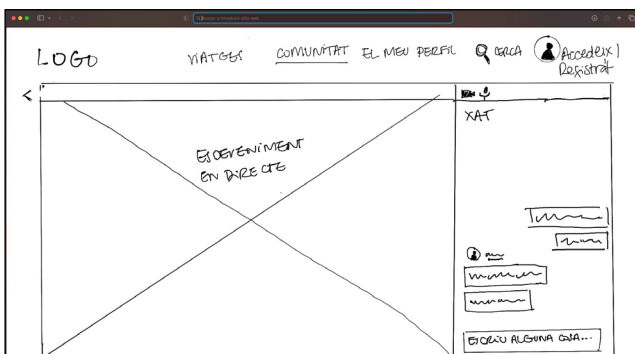 LOGO
VIATGES
COMUNITAT
EL MEU PERFIL
CERCA
Accedeix |
Registra't
<
XAT
ESDEVENIMENT
EN DIRECTE
ESCRIU ALGUNA COSA...